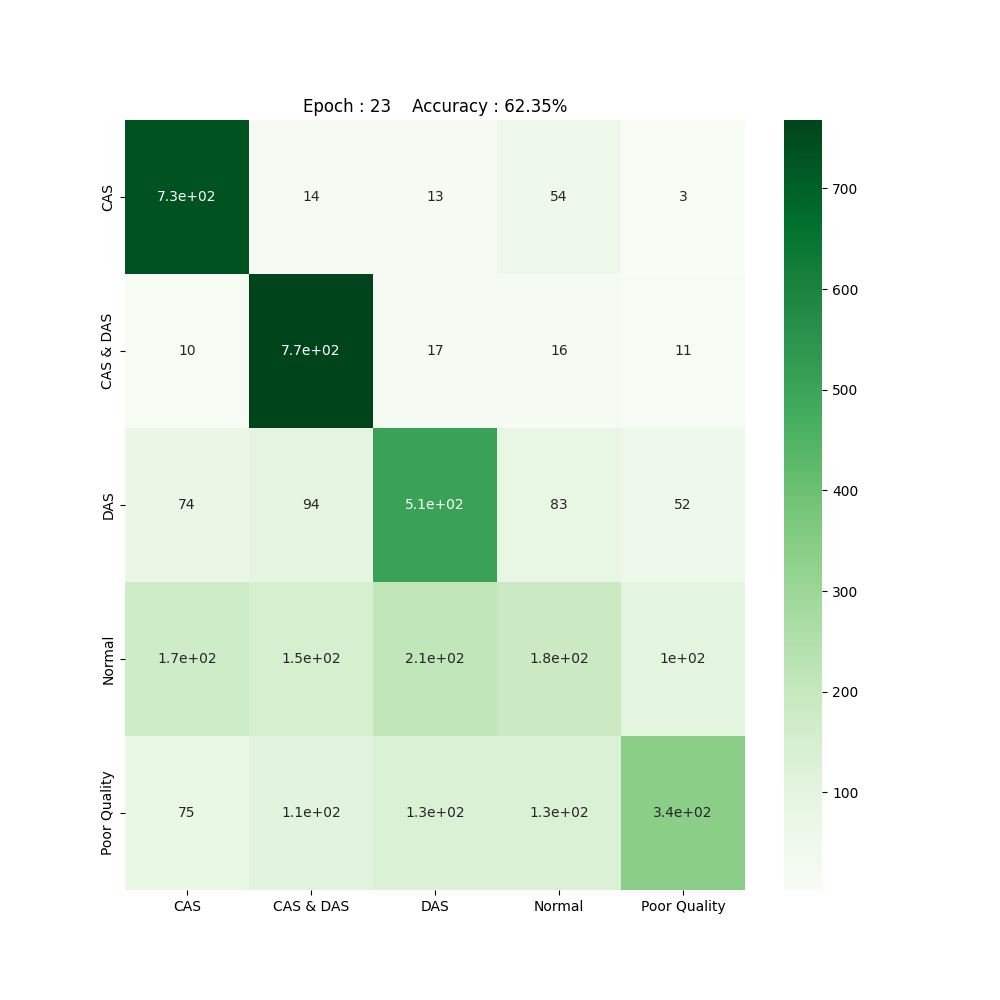 Epoch : 23    Accuracy : 62.35%
CAS 7.3e+02 14 13 54 3
CAS & DAS 10 7.7e+02 17 16 11
DAS 74 94 5.1e+02 83 52
Normal 1.7e+02 1.5e+02 2.1e+02 1.8e+02 1e+02
Poor Quality 75 1.1e+02 1.3e+02 1.3e+02 3.4e+02
CAS CAS & DAS DAS Normal Poor Quality
700
600
500
400
300
200
100